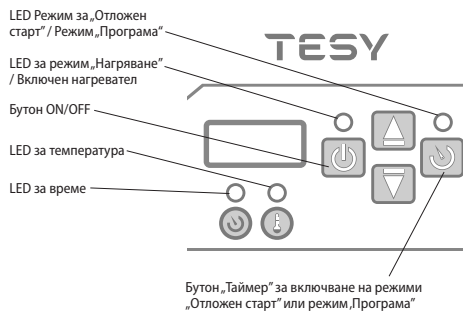 LED Режим за „Отложен
старт” / Режим „Програма“
TESY
LED за режим „Нагряване”
/ Включен нагревател
Бутон ON/OFF
LED за температура
LED за време
Бутон „Таймер” за включване на режими
„Отложен старт” или режим „Програма”